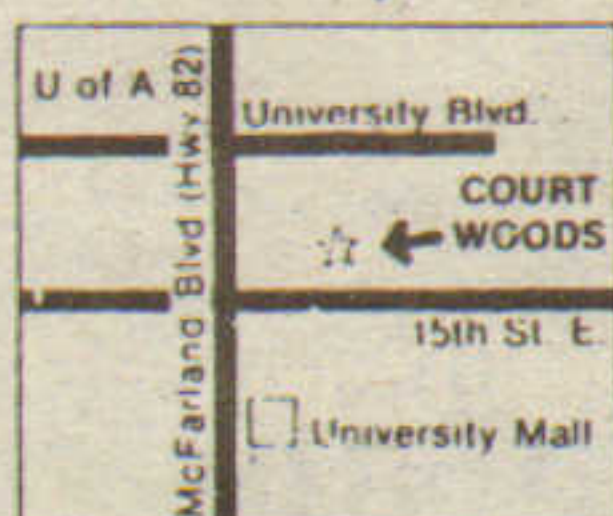 U of A
McFarland Blvd (Hwy 82)
University Blvd.
COURT
WOODS
15th St. E.
University Mall